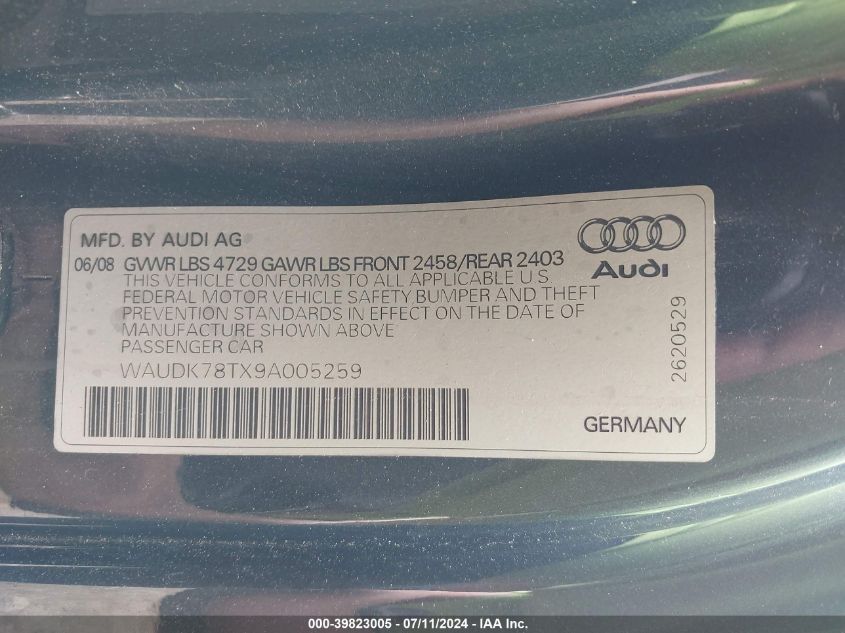 MFD. BY AUDI AG
06/08 GVWR LBS 4729 GAWR LBS FRONT 2458/REAR 2403
THIS VEHICLE CONFORMS TO ALL APPLICABLE U S
FEDERAL MOTOR VEHICLE SAFETY BUMPER AND THEFT
PREVENTION STANDARDS IN EFFECT ON THE DATE OF
MANUFACTURE SHOWN ABOVE
PASSENGER CAR
WAUDK78TX9A005259
Audi
2620529
GERMANY
000-39823005 - 07/11/2024 - IAA Inc.